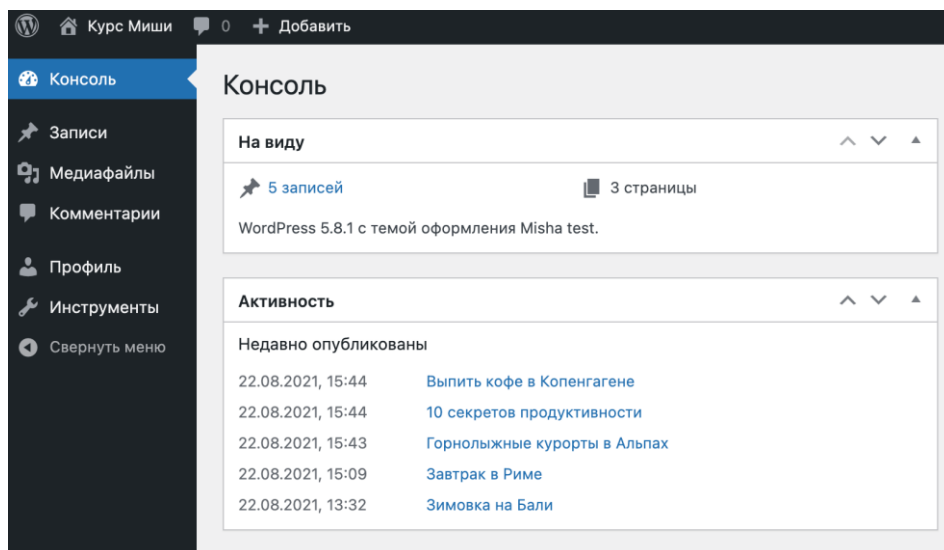 Курс Миши 0 + Добавить
Консоль
Записи
Медиафайлы
Комментарии
Профиль
Инструменты
Свернуть меню
Консоль
На виду
5 записей 3 страницы
WordPress 5.8.1 с темой оформления Misha test.
Активность
Недавно опубликованы
22.08.2021, 15:44 Выпить кофе в Копенгагене
22.08.2021, 15:44 10 секретов продуктивности
22.08.2021, 15:43 Горнолыжные курорты в Альпах
22.08.2021, 15:09 Завтрак в Риме
22.08.2021, 13:32 Зимовка на Бали